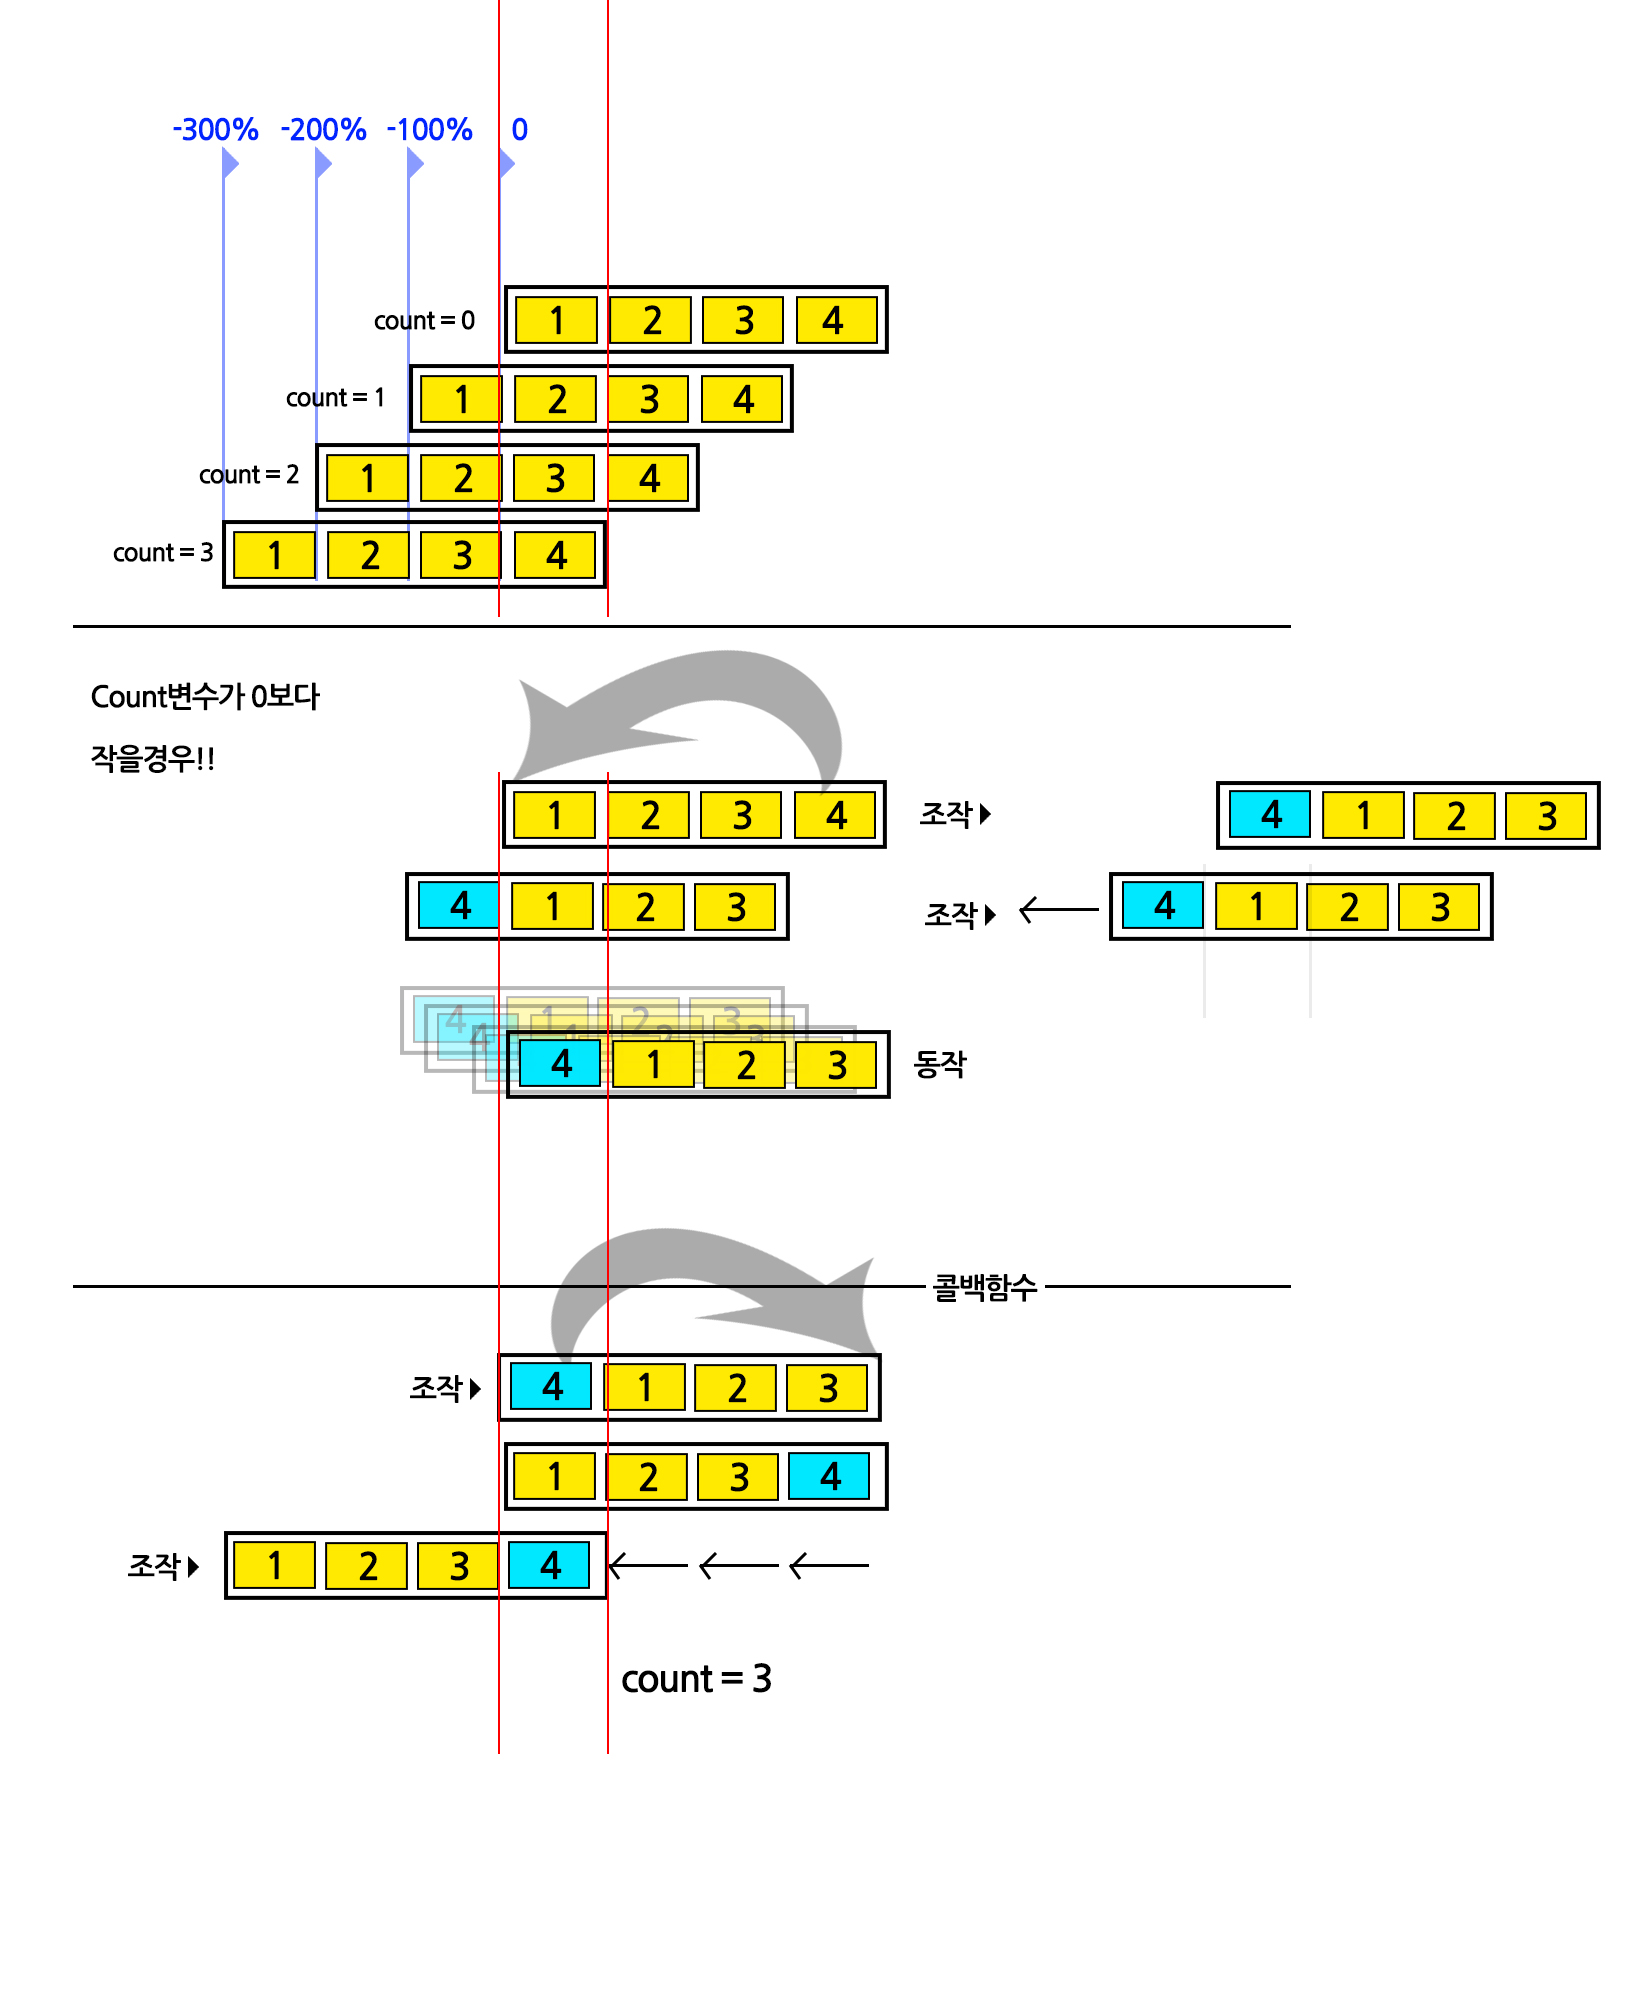 -300% -200% -100% 0
count = 0 1 2 3 4
count = 1 1 2 3 4
count = 2 1 2 3 4
count = 3 1 2 3 4
Count변수가 0보다
작을경우!!
1 2 3 4 조작 4 1 2 3
4 1 2 3 조작 4 1 2 3
4 1 2 3
4 1 2 3
4 1 2 3 동작
콜백함수
조작 4 1 2 3
1 2 3 4
조작 1 2 3 4
count = 3